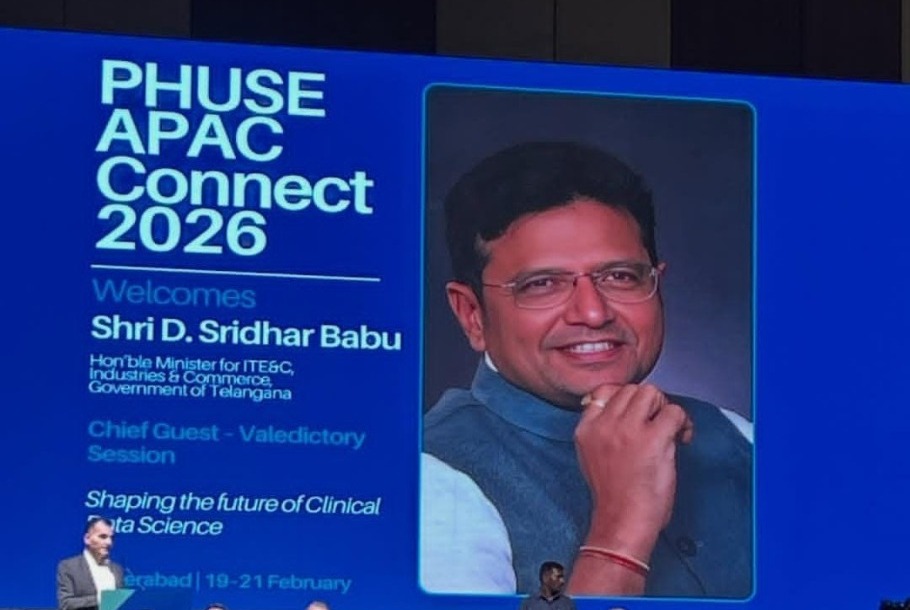 PHUSE
APAC
Connect
2026
Welcomes
Shri D. Sridhar Babu
Hon'ble Minister for ITE&C,
Industries & Commerce,
Government of Telangana
Chief Guest - Valedictory
Session
Shaping the future of Clinical
Science
| 19-21 February